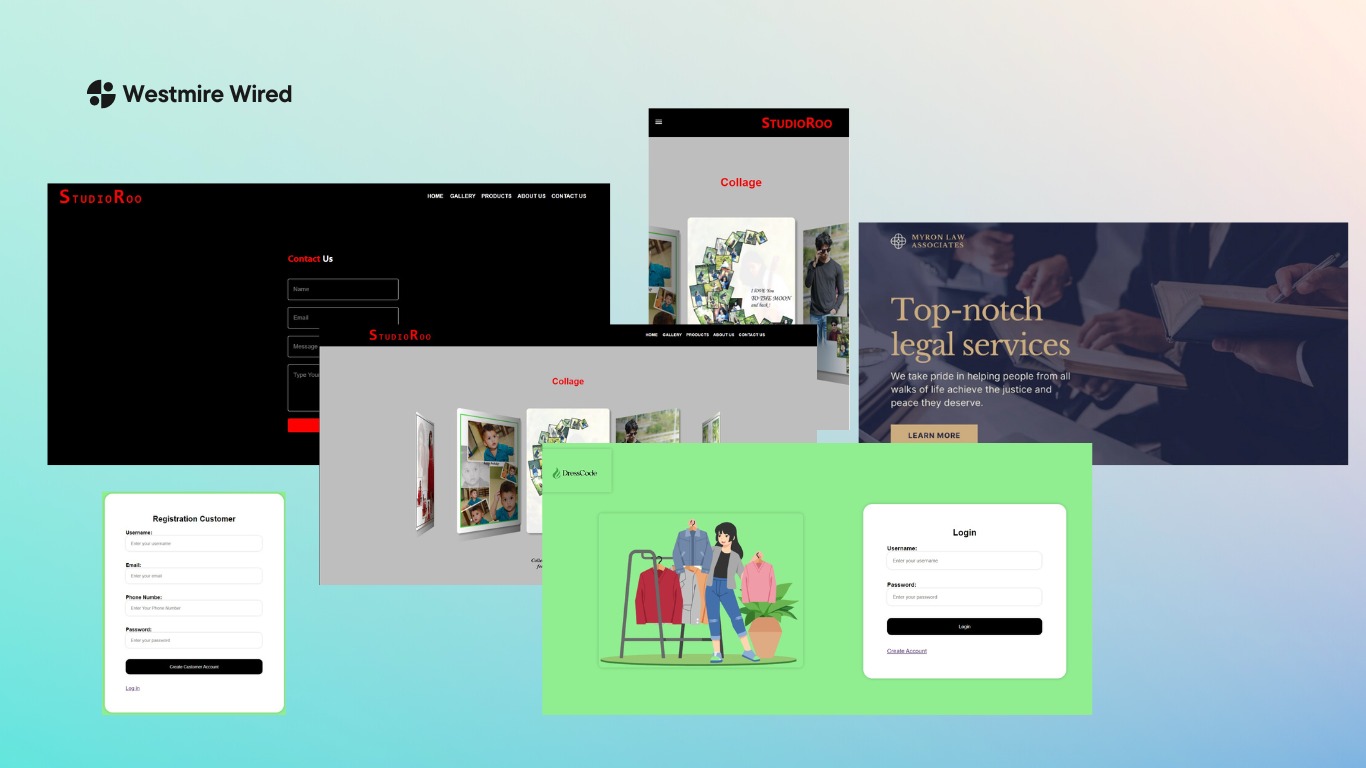 Westmire Wired
STUDIOROO
HOME GALLERY PRODUCTS ABOUT US CONTACT US
Contact Us
Name
Email
Message
Type You
STUDIOROO
Collage
I LOVE You
TO THE MOON
and Back !
MYRON LAW
ASSOCIATES
Top-notch
legal services
We take pride in helping people from all
walks of life achieve the justice and
peace they deserve.
LEARN MORE
STUDIOROO
HOME GALLERY PRODUCTS ABOUT US CONTACT US
Collage
Registration Customer
Username:
Enter your username
Email:
Enter your email
Phone Numbe:
Enter Your Phone Number
Password:
Enter your password
Create Customer Account
Log in
DressCode
Login
Username:
Enter your username
Password:
Enter your password
Login
Create Account